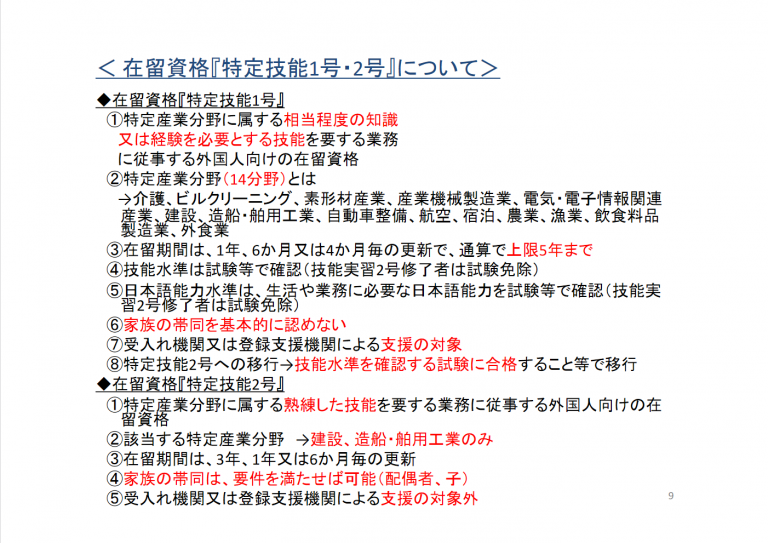 ＜ 在留資格『特定技能1号・2号』について＞
◆在留資格『特定技能1号』
①特定産業分野に属する相当程度の知識
又は経験を必要とする技能を要する業務
に従事する外国人向けの在留資格
②特定産業分野（14分野）とは
→介護、ビルクリーニング、素形材産業、産業機械製造業、電気・電子情報関連
産業、建設、造船・舶用工業、自動車整備、航空、宿泊、農業、漁業、飲食料品
製造業、外食業
③在留期間は、1年、6か月又は4か月毎の更新で、通算で上限5年まで
④技能水準は試験等で確認（技能実習2号修了者は試験免除）
⑤日本語能力水準は、生活や業務に必要な日本語能力を試験等で確認（技能実
習2号修了者は試験免除）
⑥家族の帯同を基本的に認めない
⑦受入れ機関又は登録支援機関による支援の対象
⑧特定技能2号への移行→技能水準を確認する試験に合格すること等で移行
◆在留資格『特定技能2号』
①特定産業分野に属する熟練した技能を要する業務に従事する外国人向けの在
留資格
②該当する特定産業分野 →建設、造船・舶用工業のみ
③在留期間は、3年、1年又は6か月毎の更新
④家族の帯同は、要件を満たせば可能（配偶者、子）
⑤受入れ機関又は登録支援機関による支援の対象外
9